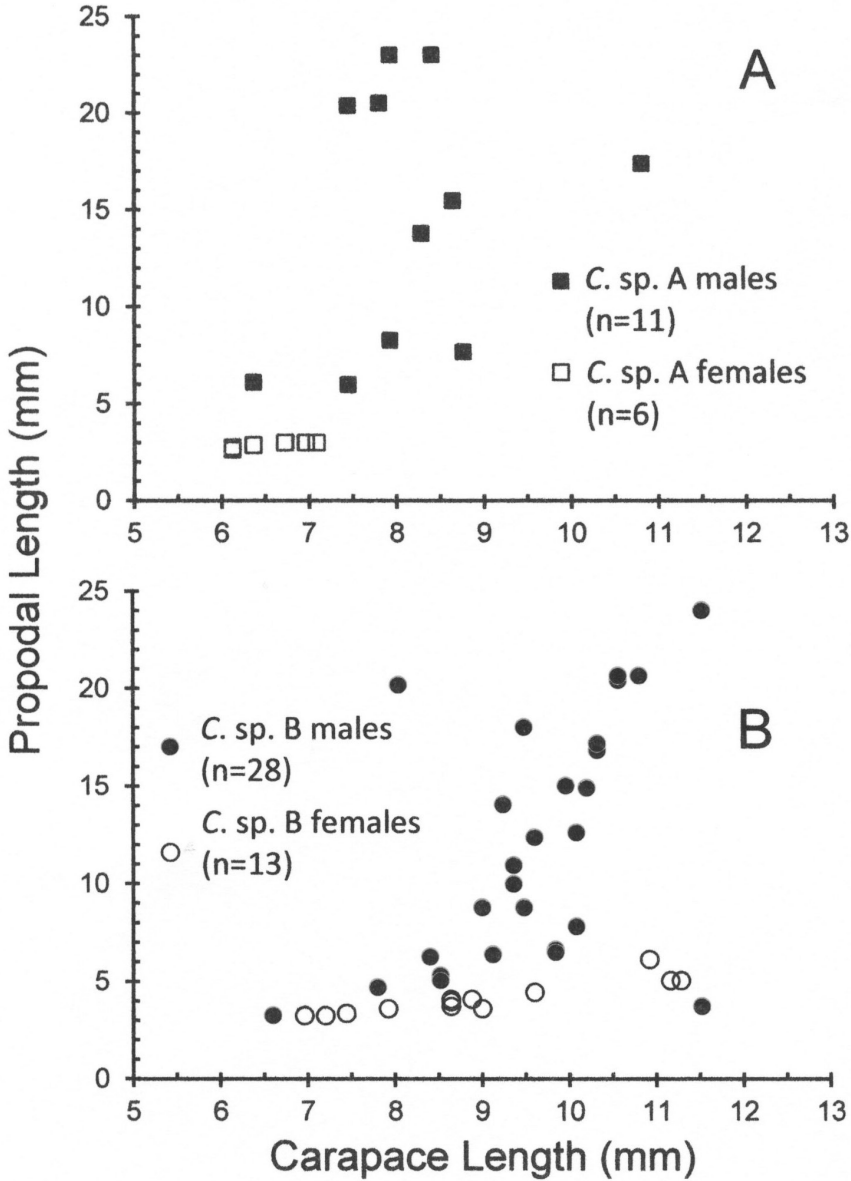 Propodal Length (mm)
25
20
15
10
5
0
5 6 7 8 9 10 11 12 13
A
C. sp. A males
(n=11)
C. sp. A females
(n=6)
25
20
15
10
5
0
5 6 7 8 9 10 11 12 13
B
C. sp. B males
(n=28)
C. sp. B females
(n=13)
Carapace Length (mm)